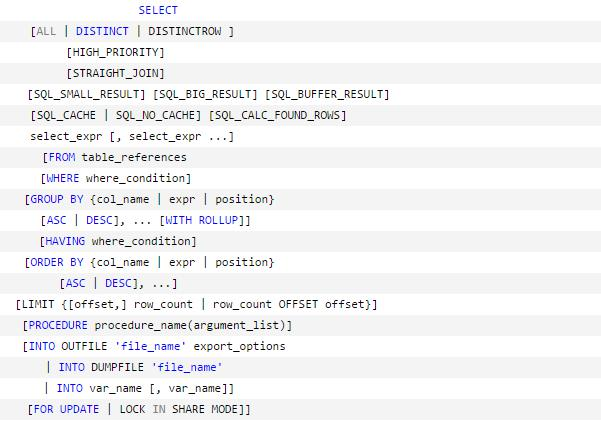 SELECT
[ALL | DISTINCT | DISTINCTROW ]
[HIGH_PRIORITY]
[STRAIGHT_JOIN]
[SQL_SMALL_RESULT] [SQL_BIG_RESULT] [SQL_BUFFER_RESULT]
[SQL_CACHE | SQL_NO_CACHE] [SQL_CALC_FOUND_ROWS]
select_expr [, select_expr ...]
[FROM table_references
[WHERE where_condition]
[GROUP BY {col_name | expr | position}
[ASC | DESC], ... [WITH ROLLUP]]
[HAVING where_condition]
[ORDER BY {col_name | expr | position}
[ASC | DESC], ...]
[LIMIT {[offset,] row_count | row_count OFFSET offset}]
[PROCEDURE procedure_name(argument_list)]
[INTO OUTFILE 'file_name' export_options
| INTO DUMPFILE 'file_name'
| INTO var_name [, var_name]]
[FOR UPDATE | LOCK IN SHARE MODE]]